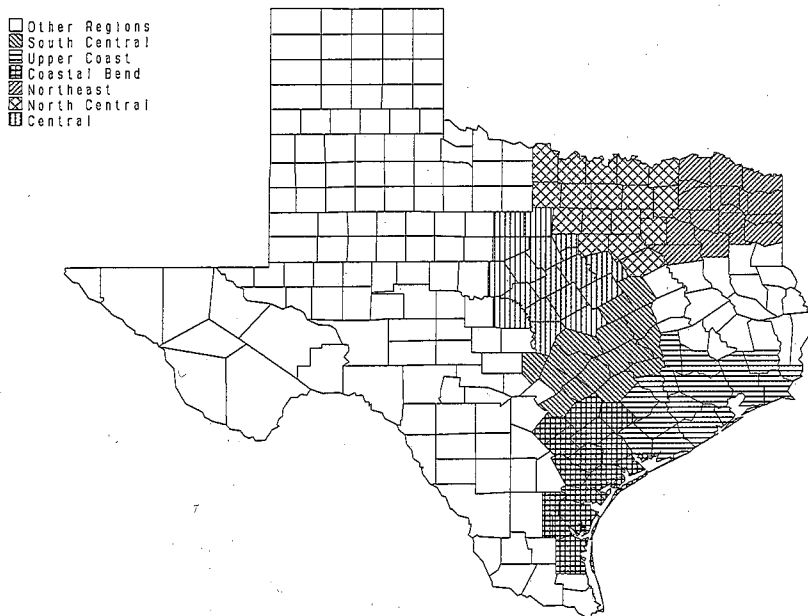 Other Regions
South Central
Upper Coast
Coastal Bend
Northeast
North Central
Central